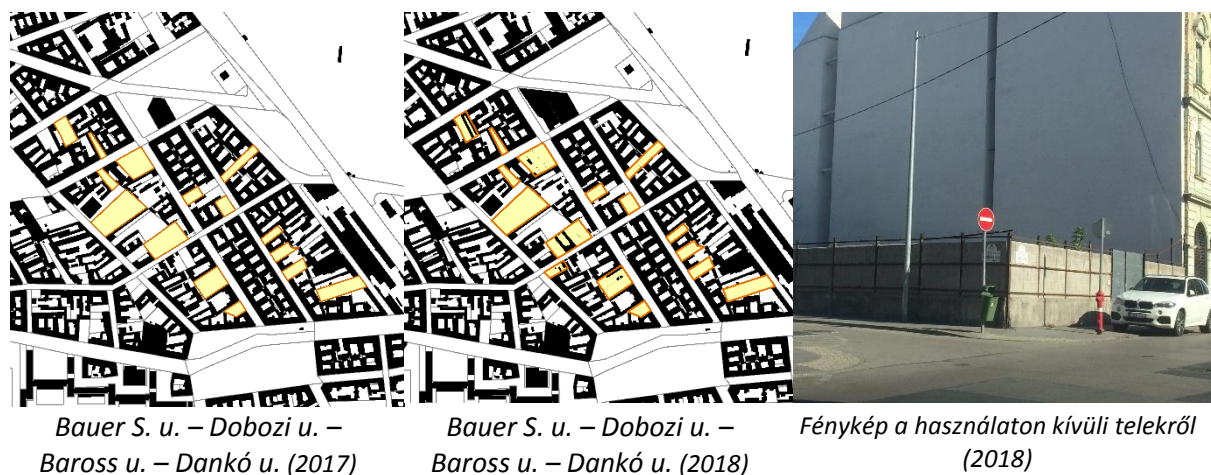 Bauer S. u. – Dobozi u. –
Baross u. – Dankó u. (2017)
Bauer S. u. – Dobozi u. –
Baross u. – Dankó u. (2018)
Fénykép a használaton kívüli telekről
(2018)